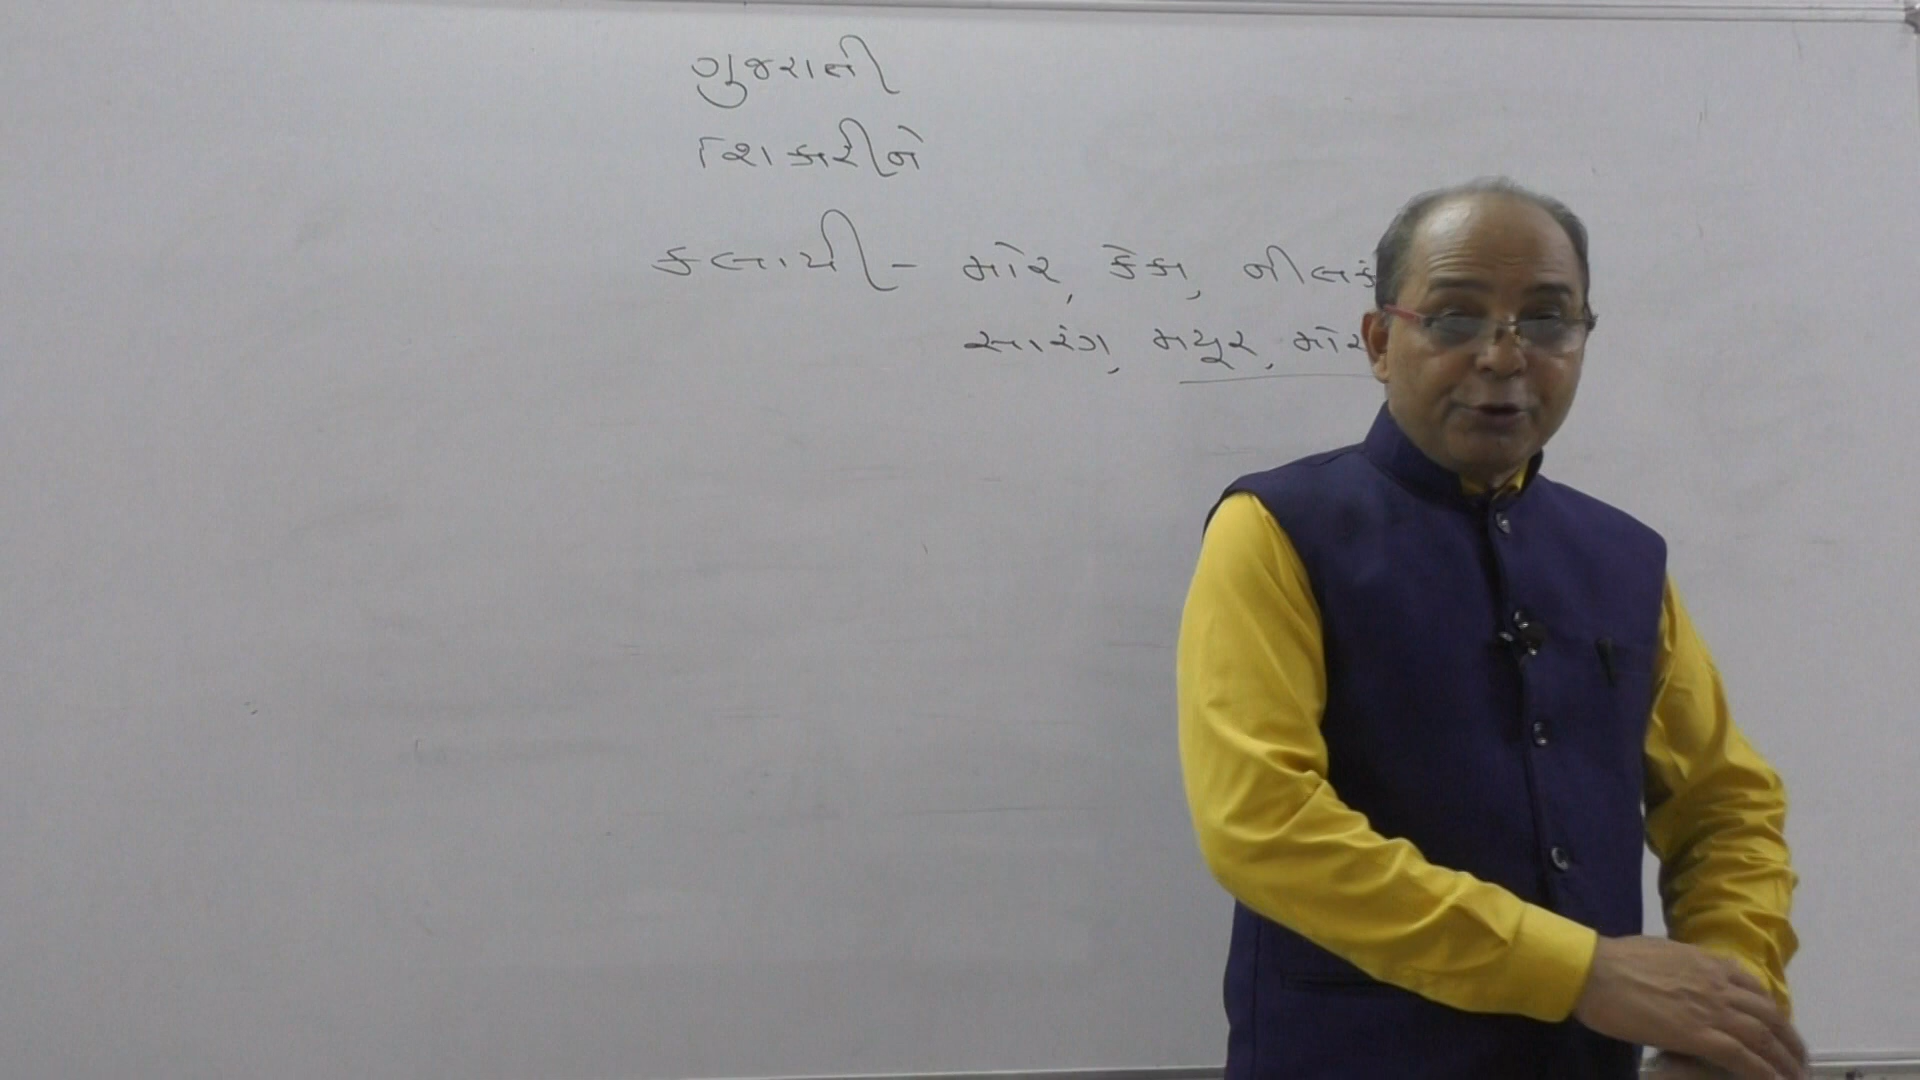 ગુજરાતી
શિકારીને
કલાપી - મોર, કેકા,
સારંગ, મયૂર, મોર